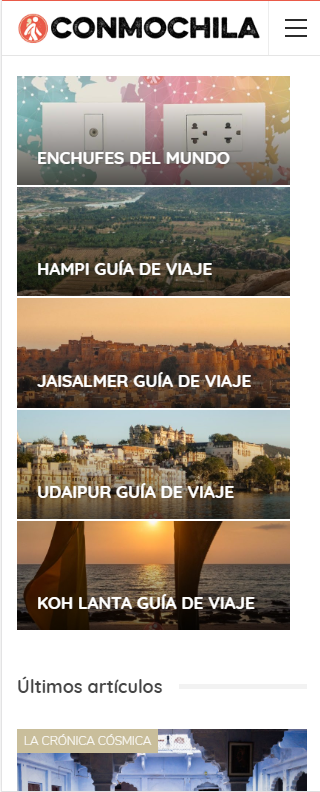 CONMOCHILA
ENCHUFES DEL MUNDO
HAMPI GUÍA DE VIAJE
JAISALMER GUÍA DE VIAJE
UDAIPUR GUÍA DE VIAJE
KOH LANTA GUÍA DE VIAJE
Últimos artículos
LA CRÓNICA CÓSMICA